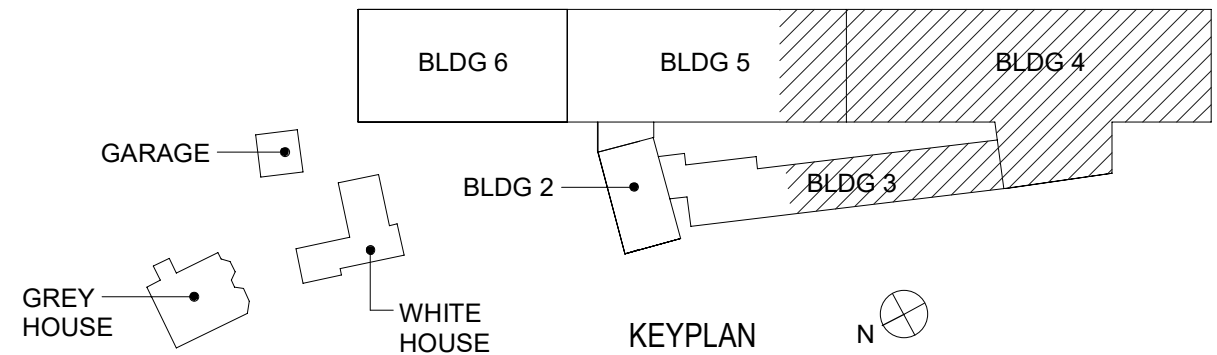 BLDG 6
BLDG 5
BLDG 4
GARAGE
BLDG 2
BLDG 3
GREY
HOUSE
WHITE
HOUSE
KEYPLAN
N